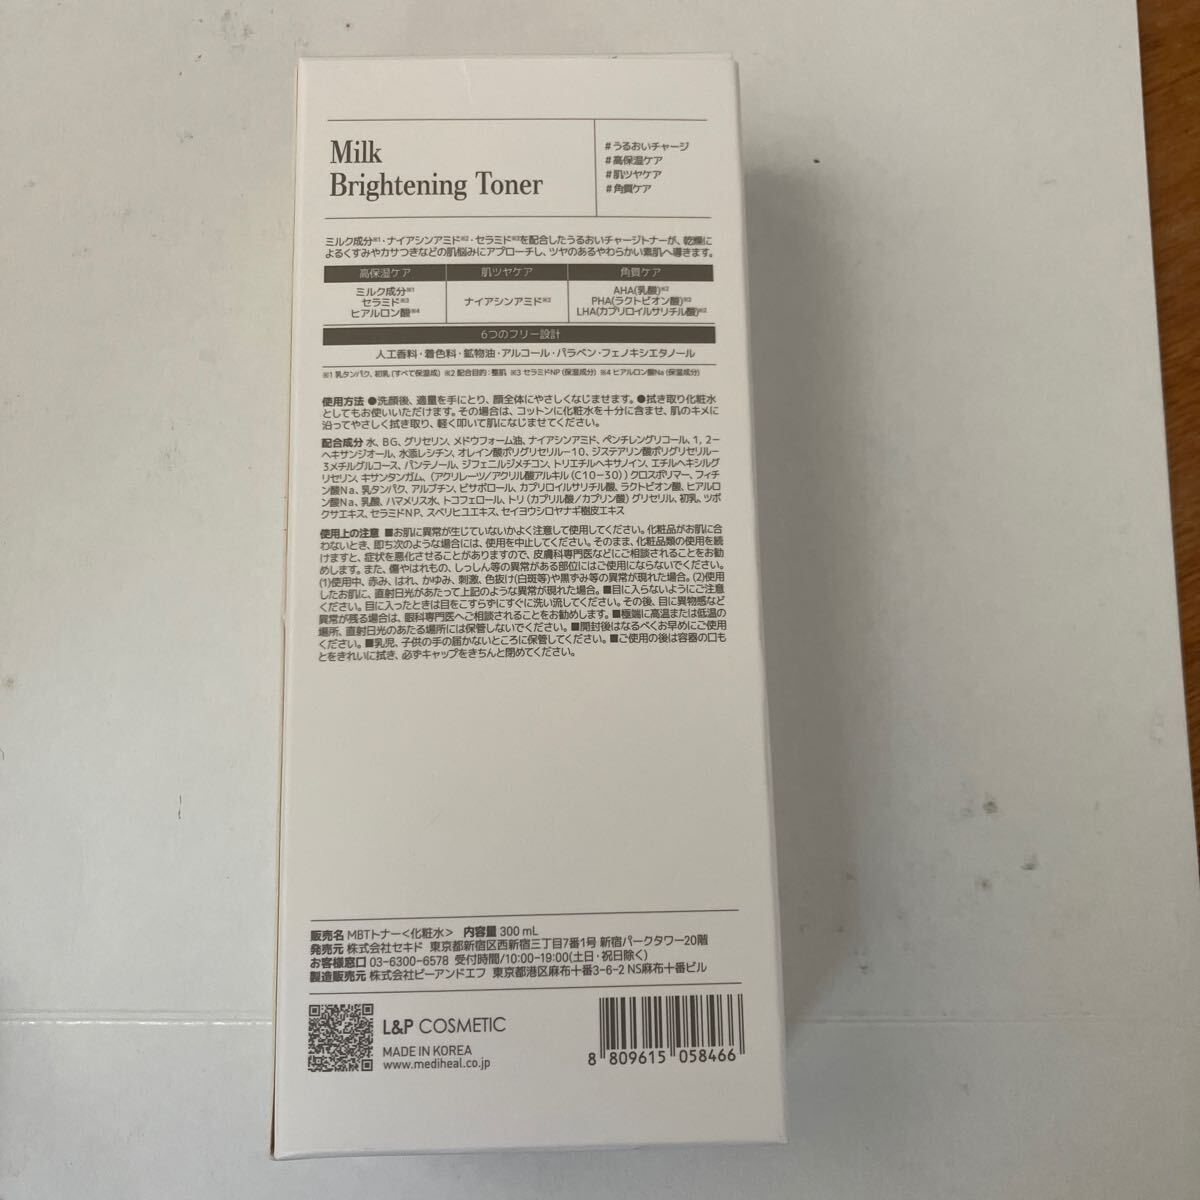 Milk
Brightening Toner
#うるおいチャージ
#高保湿ケア
#肌ツヤケア
#角質ケア
ミルク成分※1・ナイアシンアミド※2・セラミド※3を配合したうるおいチャージトナーが、乾燥に
よるくすみやカサつきなどの肌悩みにアプローチし、ツヤのあるやわらかい素肌へ導きます。
高保湿ケア 肌ツヤケア 角質ケア
ミルク成分※1
セラミド※3
ヒアルロン酸※4
ナイアシンアミド※2
AHA(乳酸)※2
PHA(ラクトビオン酸)※2
LHA(カプリロイルサリチル酸)※2
6つのフリー設計
人工香料・着色料・鉱物油・アルコール・パラベン・フェノキシエタノール
※1 乳タンパク、初乳(すべて保湿成) ※2 配合目的：整肌 ※3 セラミドNP(保湿成分) ※4 ヒアルロン酸Na(保湿成分)
使用方法 ●洗顔後、適量を手にとり、顔全体にやさしくなじませます。●拭き取り化粧水
としてもお使いいただけます。その場合は、コットンに化粧水を十分に含ませ、肌のキメに
沿ってやさしく拭き取り、軽く叩いて肌になじませてください。
配合成分 水、BG、グリセリン、メドウフォーム油、ナイアシンアミド、ペンチレングリコール、1,2−
ヘキサンジオール、水添レシチン、オレイン酸ポリグリセリル−10、ジステアリン酸ポリグリセリル−
3メチルグルコース、パンテノール、ジフェニルジメチコン、トリエチルヘキサノイン、エチルヘキシルグ
リセリン、キサンタンガム、(アクリレーツ/アクリル酸アルキル(C10−30))クロスポリマー、フィチ
ン酸Na、乳タンパク、アルブチン、ビサボロール、カプリロイルサリチル酸、ラクトビオン酸、ヒアルロ
ン酸Na、乳酸、ハマメリス水、トコフェロール、トリ(カプリル酸/カプリン酸)グリセリル、初乳、ツボ
クサエキス、セラミドNP、スベリヒユエキス、セイヨウシロヤナギ樹皮エキス
使用上の注意 ■お肌に異常が生じていないかよく注意して使用してください。化粧品がお肌に合
わないとき、即ち次のような場合には、使用を中止してください。そのまま、化粧品類の使用を続
けますと、症状を悪化させることがありますので、皮膚科専門医などにご相談されることをお勧
めします。また、傷やはれもの、しっしん等の異常がある部位にはご使用にならないでください。
(1)使用中、赤み、はれ、かゆみ、刺激、色抜け(白斑等)や黒ずみ等の異常が現れた場合。(2)使用
したお肌に、直射日光があたって上記のような異常が現れた場合。■目に入らないようにご注意
ください。目に入ったときは目をこすらずにすぐに洗い流してください。その後、目に異物感など
異常が残る場合は、眼科専門医へご相談されることをお勧めします。■極端に高温または低温の
場所、直射日光のあたる場所には保管しないでください。■開封後はなるべくお早めにご使用
ください。■乳児、子供の手の届かないところに保管してください。■ご使用の後は容器の口も
とをきれいに拭き、必ずキャップをきちんと閉めてください。
販売名 MBTトナー<化粧水> 内容量 300 mL
発売元 株式会社セキド 東京都新宿区西新宿三丁目7番1号 新宿パークタワー20階
お客様窓口 03-6300-6578 受付時間/10:00-19:00(土日・祝日除く)
製造販売元 株式会社ピーアンドエフ 東京都港区麻布十番3-6-2 NS麻布十番ビル
L&P COSMETIC
MADE IN KOREA
www.mediheal.co.jp
8 809615 058466